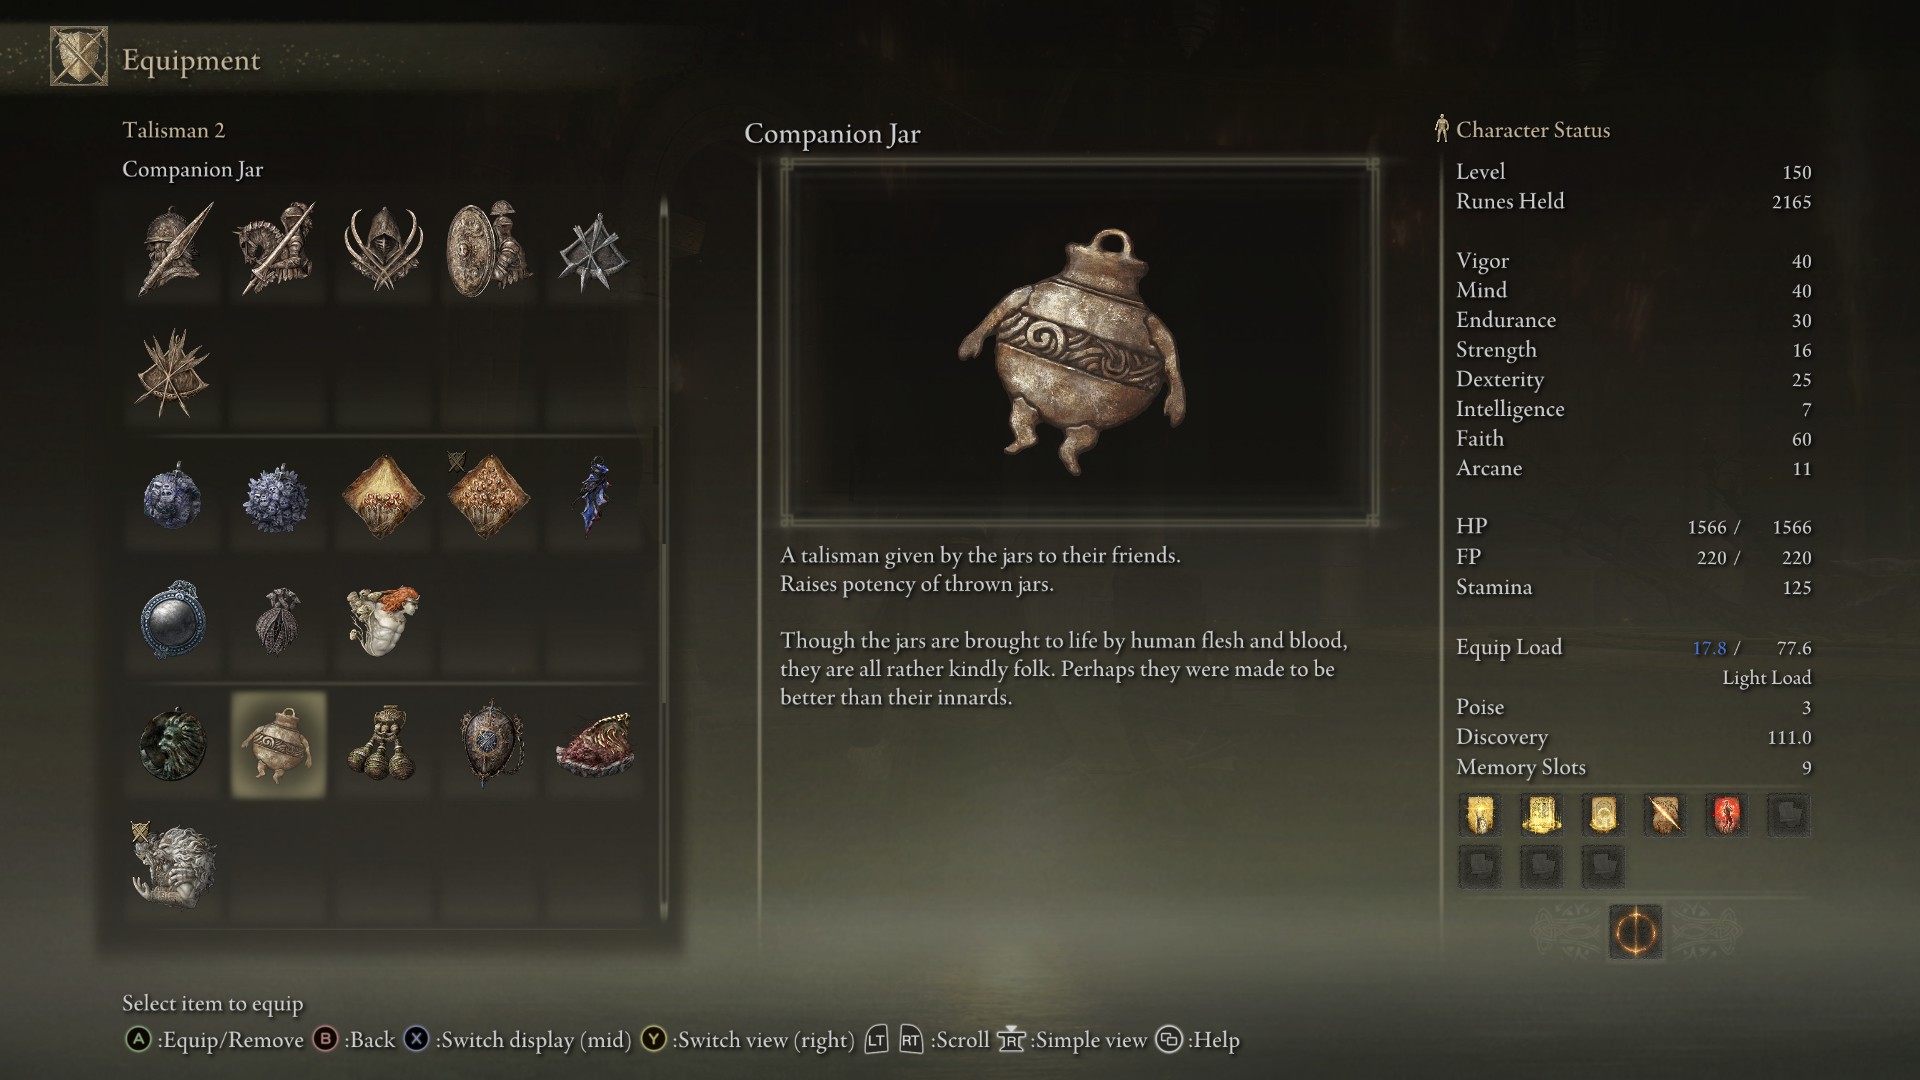 Equipment
Talisman 2
Companion Jar
Companion Jar
A talisman given by the jars to their friends.
Raises potency of thrown jars.
Though the jars are brought to life by human flesh and blood,
they are all rather kindly folk. Perhaps they were made to be
better than their innards.
Character Status
Level 150
Runes Held 2165
Vigor 40
Mind 40
Endurance 30
Strength 16
Dexterity 25
Intelligence 7
Faith 60
Arcane 11
HP 1566 / 1566
FP 220 / 220
Stamina 125
Equip Load 17.8 / 77.6
Light Load
Poise 3
Discovery 111.0
Memory Slots 9
Select item to equip
A :Equip/Remove B :Back X :Switch display (mid) Y :Switch view (right) LT RT :Scroll R :Simple view :Help